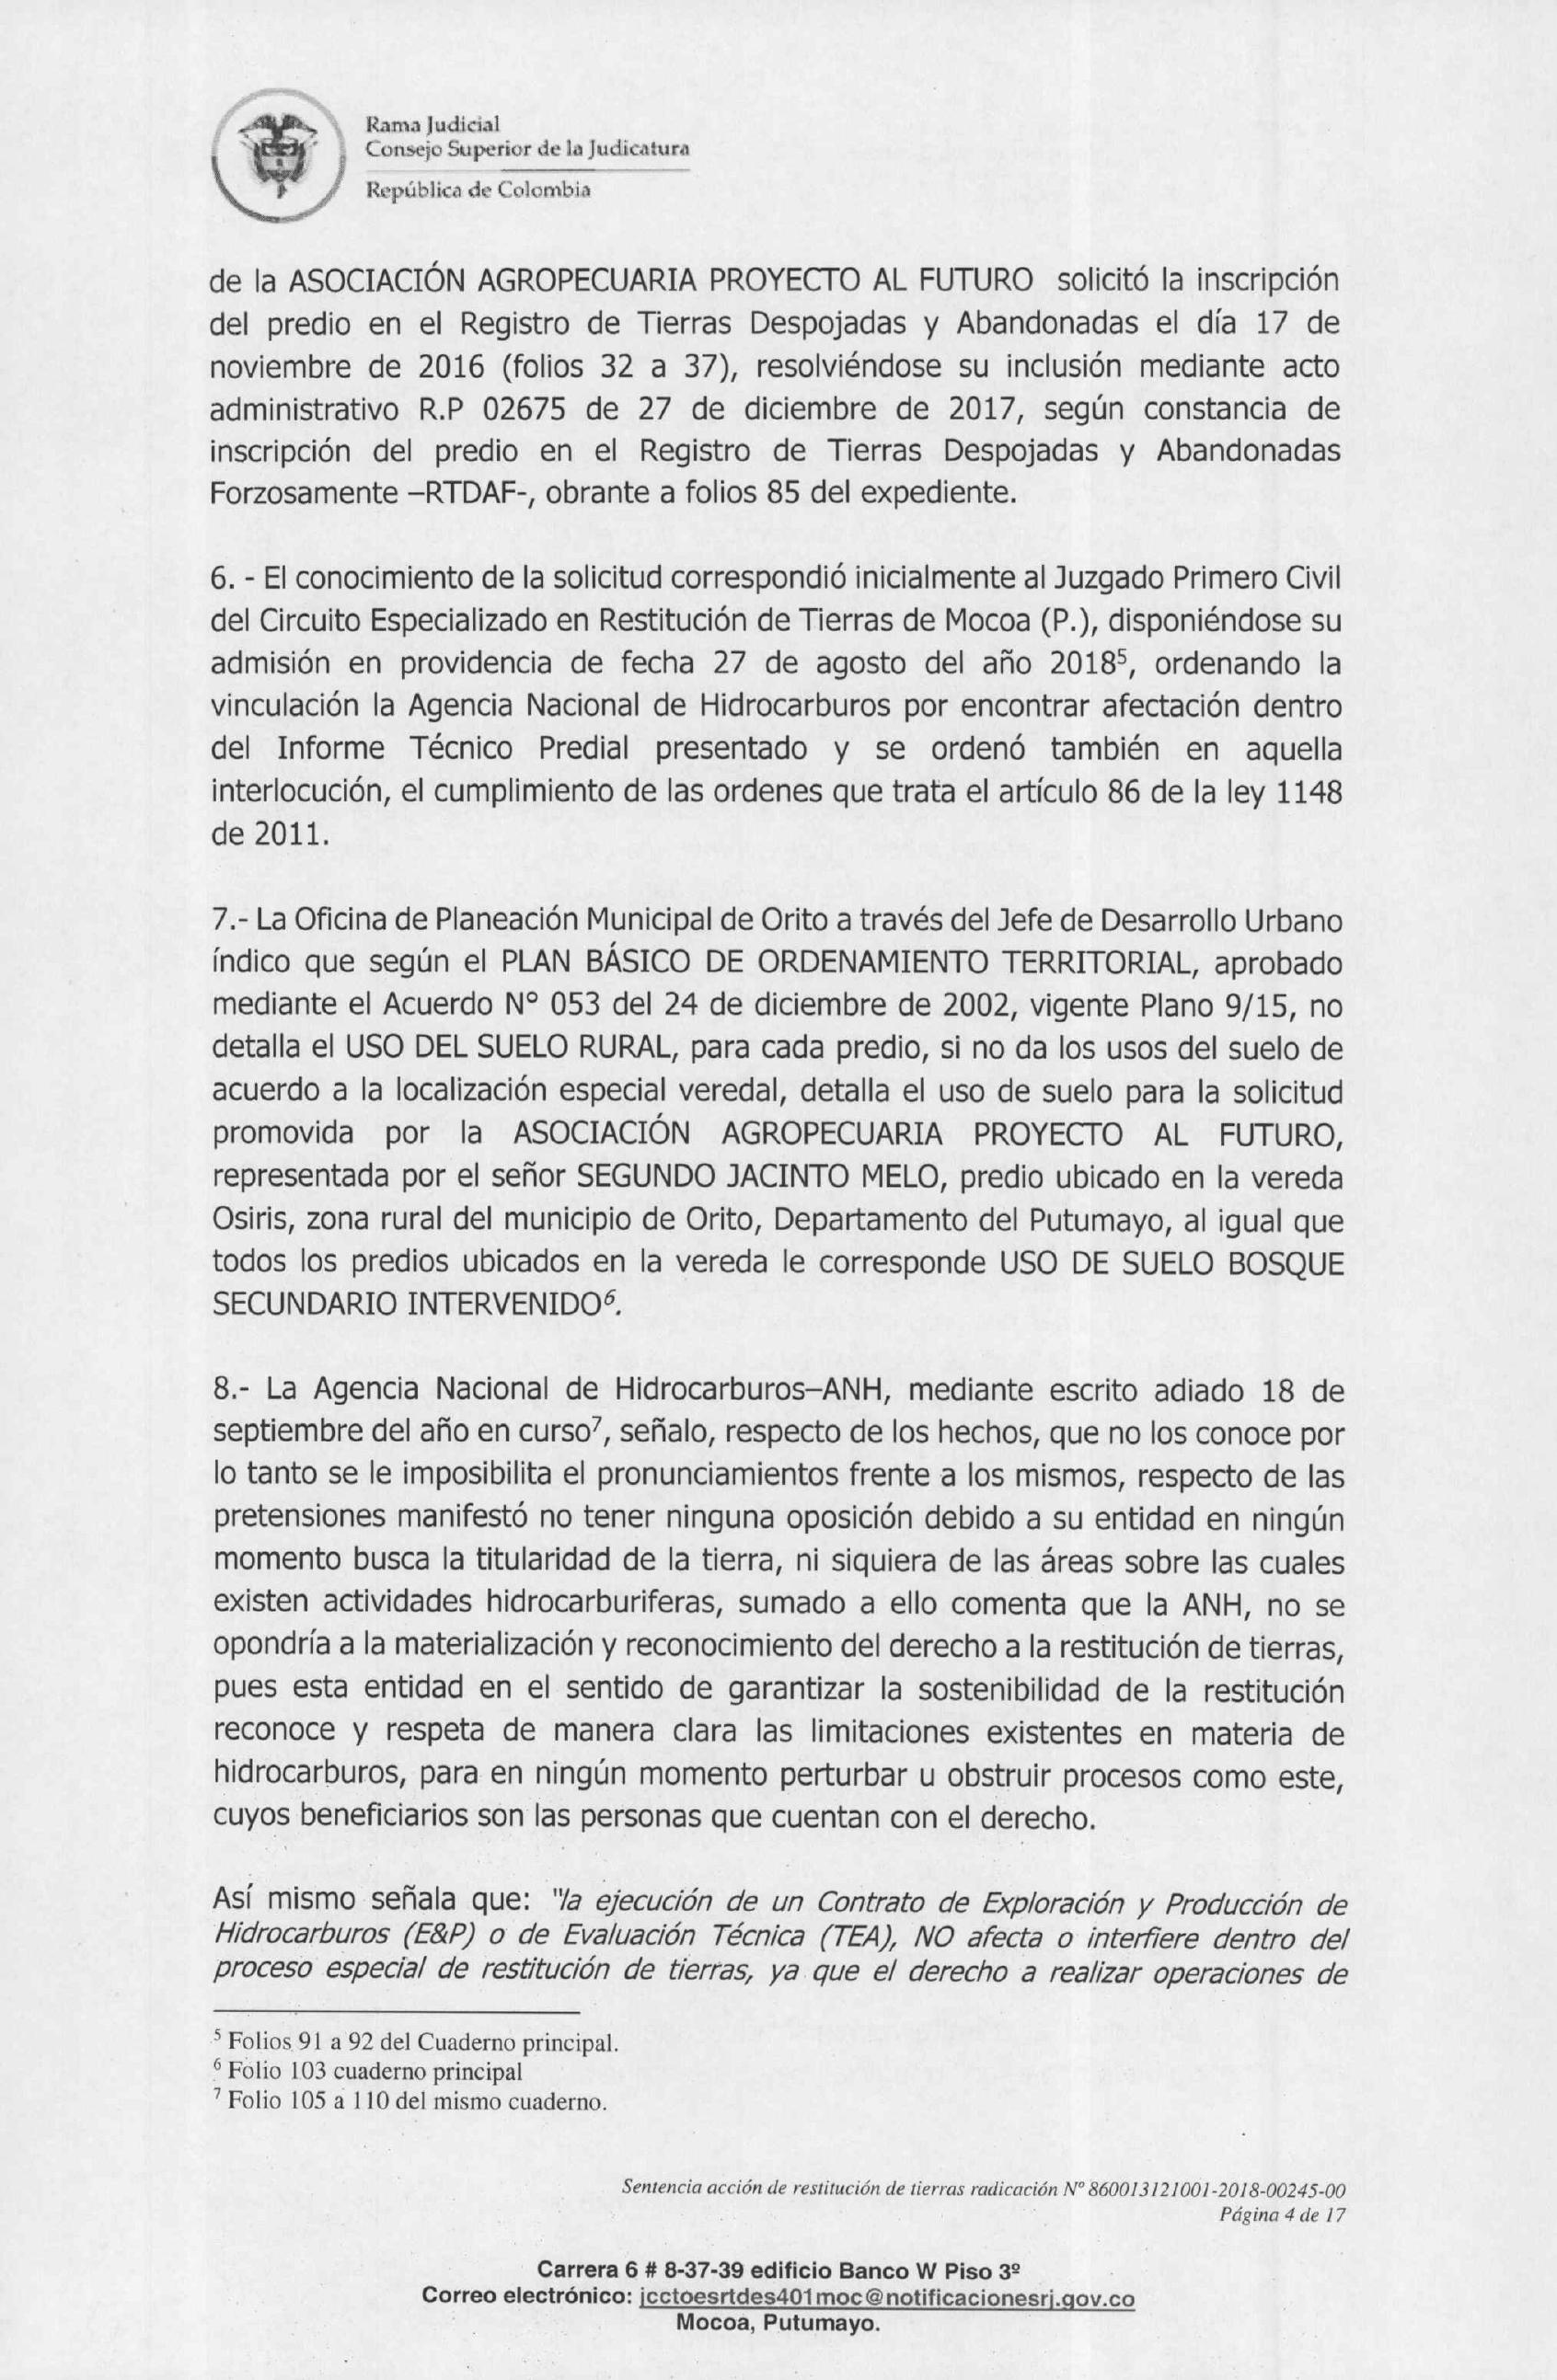 Rama Judicial
Consejo Superior de la Judicatura
República de Colombia
de la ASOCIACIÓN AGROPECUARIA PROYECTO AL FUTURO solicitó la inscripción
del predio en el Registro de Tierras Despojadas y Abandonadas el día 17 de
noviembre de 2016 (folios 32 a 37), resolviéndose su inclusión mediante acto
administrativo R.P 02675 de 27 de diciembre de 2017, según constancia de
inscripción del predio en el Registro de Tierras Despojadas y Abandonadas
Forzosamente –RTDAF-, obrante a folios 85 del expediente.
6. - El conocimiento de la solicitud correspondió inicialmente al Juzgado Primero Civil
del Circuito Especializado en Restitución de Tierras de Mocoa (P.), disponiéndose su
admisión en providencia de fecha 27 de agosto del año 2018⁵, ordenando la
vinculación la Agencia Nacional de Hidrocarburos por encontrar afectación dentro
del Informe Técnico Predial presentado y se ordenó también en aquella
interlocución, el cumplimiento de las ordenes que trata el artículo 86 de la ley 1148
de 2011.
7.- La Oficina de Planeación Municipal de Orito a través del Jefe de Desarrollo Urbano
índico que según el PLAN BÁSICO DE ORDENAMIENTO TERRITORIAL, aprobado
mediante el Acuerdo N° 053 del 24 de diciembre de 2002, vigente Plano 9/15, no
detalla el USO DEL SUELO RURAL, para cada predio, si no da los usos del suelo de
acuerdo a la localización especial veredal, detalla el uso de suelo para la solicitud
promovida por la ASOCIACIÓN AGROPECUARIA PROYECTO AL FUTURO,
representada por el señor SEGUNDO JACINTO MELO, predio ubicado en la vereda
Osiris, zona rural del municipio de Orito, Departamento del Putumayo, al igual que
todos los predios ubicados en la vereda le corresponde USO DE SUELO BOSQUE
SECUNDARIO INTERVENIDO⁶.
8.- La Agencia Nacional de Hidrocarburos–ANH, mediante escrito adiado 18 de
septiembre del año en curso⁷, señalo, respecto de los hechos, que no los conoce por
lo tanto se le imposibilita el pronunciamientos frente a los mismos, respecto de las
pretensiones manifestó no tener ninguna oposición debido a su entidad en ningún
momento busca la titularidad de la tierra, ni siquiera de las áreas sobre las cuales
existen actividades hidrocarburiferas, sumado a ello comenta que la ANH, no se
opondría a la materialización y reconocimiento del derecho a la restitución de tierras,
pues esta entidad en el sentido de garantizar la sostenibilidad de la restitución
reconoce y respeta de manera clara las limitaciones existentes en materia de
hidrocarburos, para en ningún momento perturbar u obstruir procesos como este,
cuyos beneficiarios son las personas que cuentan con el derecho.
Así mismo señala que: "la ejecución de un Contrato de Exploración y Producción de
Hidrocarburos (E&P) o de Evaluación Técnica (TEA), NO afecta o interfiere dentro del
proceso especial de restitución de tierras, ya que el derecho a realizar operaciones de
⁵ Folios 91 a 92 del Cuaderno principal.
⁶ Folio 103 cuaderno principal
⁷ Folio 105 a 110 del mismo cuaderno.
Sentencia acción de restitución de tierras radicación N° 860013121001-2018-00245-00
Página 4 de 17
Carrera 6 # 8-37-39 edificio Banco W Piso 3º
Correo electrónico: jcctoesrtdes401moc@notificacionesrj.gov.co
Mocoa, Putumayo.